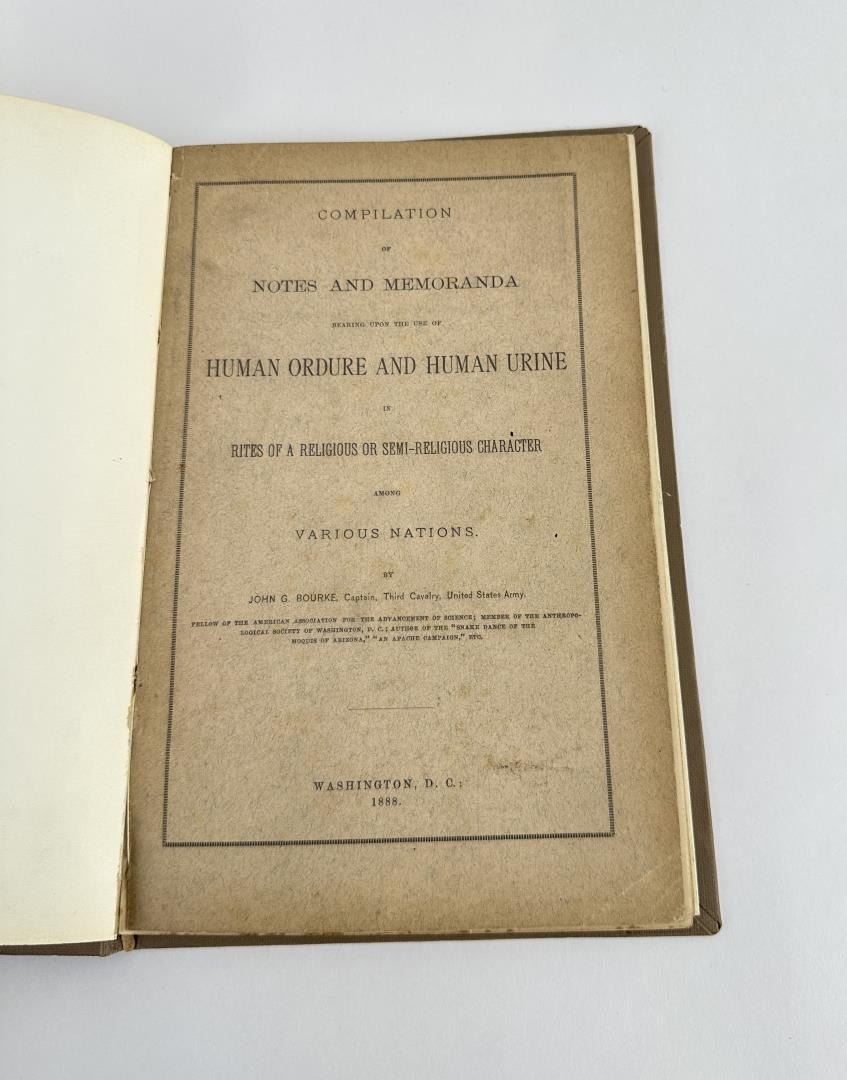 COMPILATION
OF
NOTES AND MEMORANDA
BEARING UPON THE USE OF
HUMAN ORDURE AND HUMAN URINE
IN
RITES OF A RELIGIOUS OR SEMI-RELIGIOUS CHARACTER
AMONG
VARIOUS NATIONS.
BY
JOHN G. BOURKE, Captain, Third Cavalry, United States Army.
FELLOW OF THE AMERICAN ASSOCIATION FOR THE ADVANCEMENT OF SCIENCE; MEMBER OF THE ANTHROPO-
LOGICAL SOCIETY OF WASHINGTON, D. C.; AUTHOR OF THE "SNAKE DANCE OF THE
MOQUIS OF ARIZONA," "AN APACHE CAMPAIGN," ETC.
WASHINGTON, D. C.:
1888.